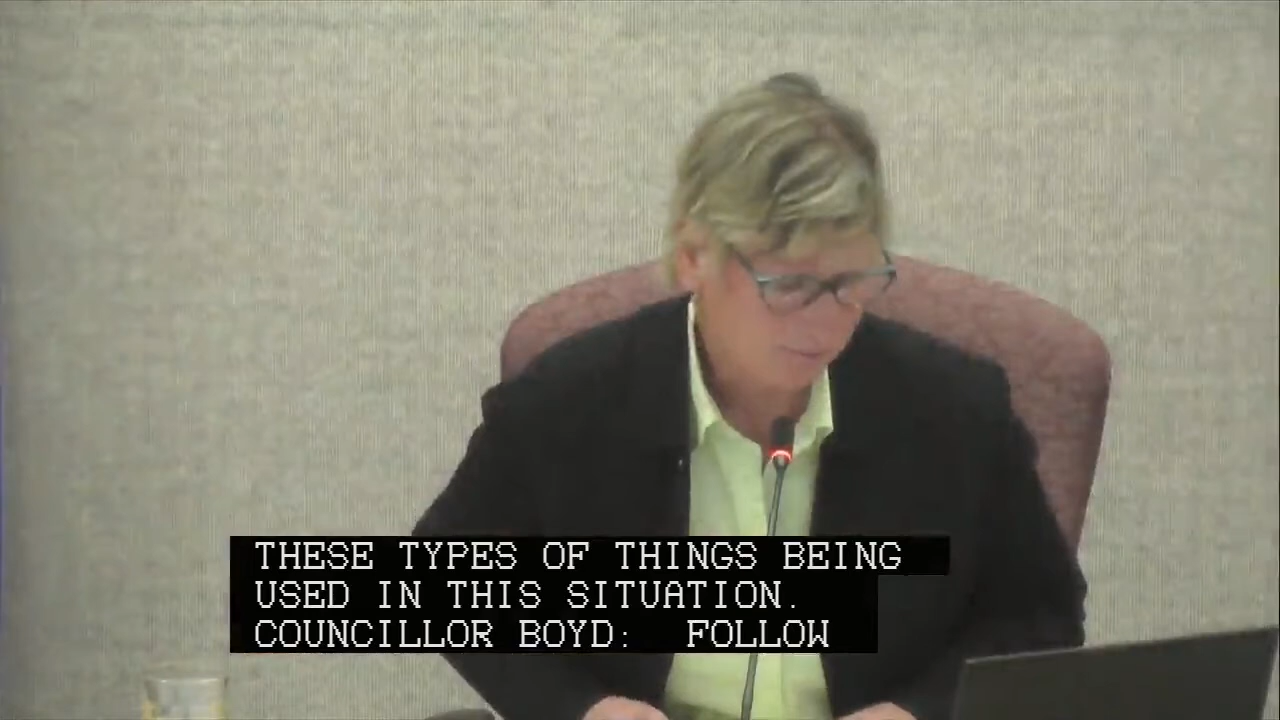 THESE TYPES OF THINGS BEING
USED IN THIS SITUATION.
COUNCILLOR BOYD:  FOLLOW